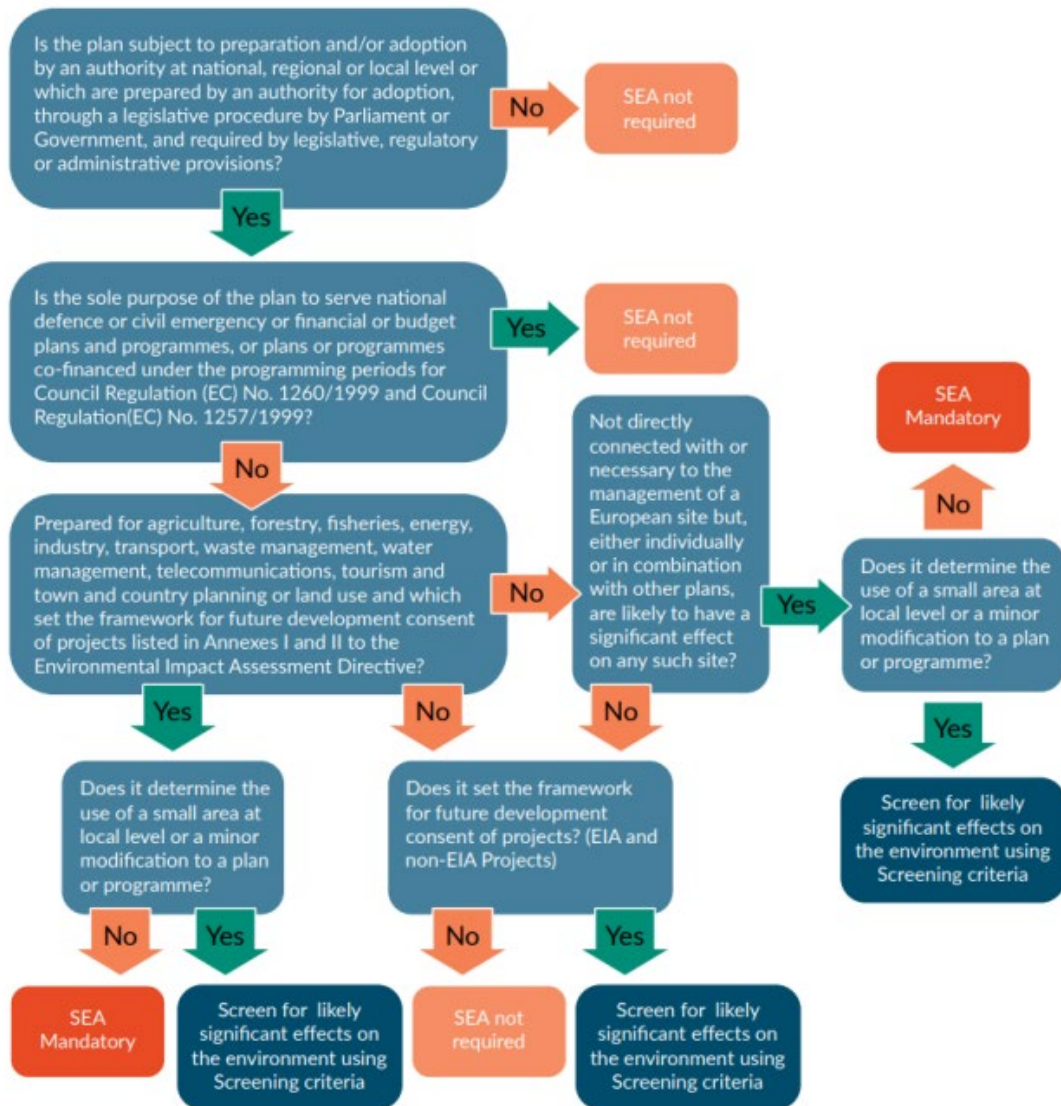 Is the plan subject to preparation and/or adoption
by an authority at national, regional or local level or
which are prepared by an authority for adoption,
through a legislative procedure by Parliament or
Government, and required by legislative, regulatory
or administrative provisions?
No
SEA not
required
Yes
Is the sole purpose of the plan to serve national
defence or civil emergency or financial or budget
plans and programmes, or plans or programmes
co-financed under the programming periods for
Council Regulation (EC) No. 1260/1999 and Council
Regulation(EC) No. 1257/1999?
Yes
SEA not
required
No
Prepared for agriculture, forestry, fisheries, energy,
industry, transport, waste management, water
management, telecommunications, tourism and
town and country planning or land use and which
set the framework for future development consent
of projects listed in Annexes I and II to the
Environmental Impact Assessment Directive?
No
Not directly
connected with or
necessary to the
management of a
European site but,
either individually
or in combination
with other plans,
are likely to have a
significant effect
on any such site?
Yes
SEA
Mandatory
No
Does it determine the
use of a small area at
local level or a minor
modification to a plan
or programme?
Yes
Screen for likely
significant effects on
the environment using
Screening criteria
Yes
No
No
Does it determine the
use of a small area at
local level or a minor
modification to a plan
or programme?
Does it set the framework
for future development
consent of projects? (EIA and
non-EIA Projects)
No
Yes
No
Yes
SEA
Mandatory
Screen for likely
significant effects on
the environment using
Screening criteria
SEA not
required
Screen for likely
significant effects on
the environment using
Screening criteria